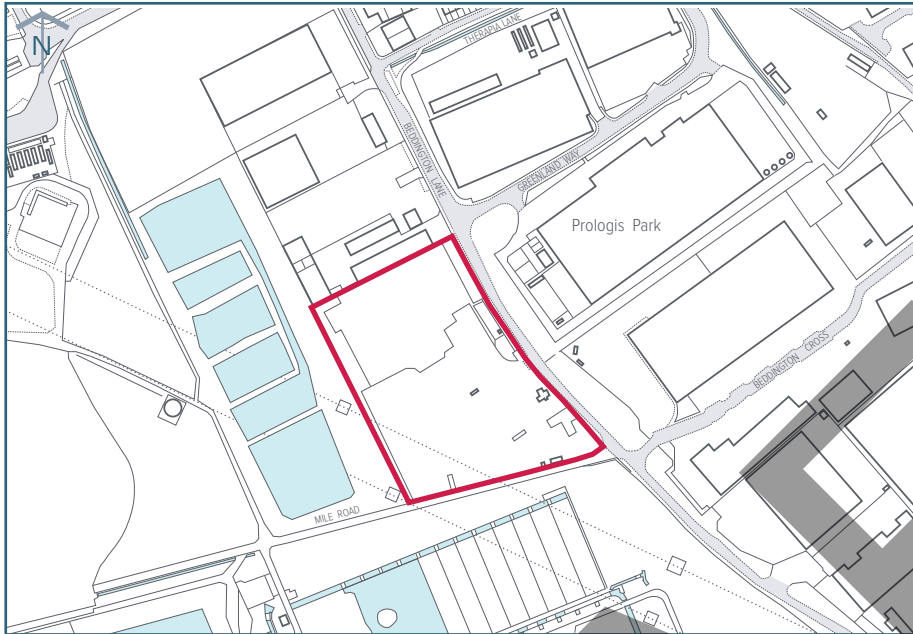 N
THERAPIA LANE
BEDDINGTON LANE
GREENLAND WAY
Prologis Park
BEDDINGTON CROSS
MILE ROAD